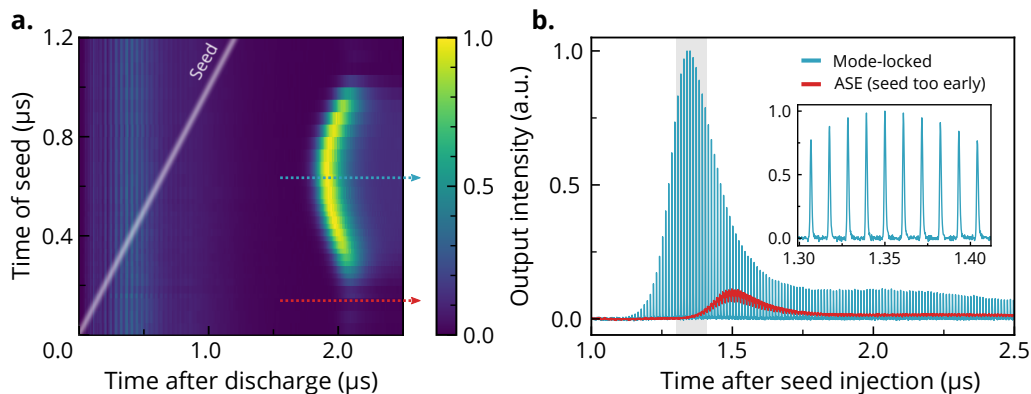 a.
Time of seed (µs)
1.2
0.8
0.4
0.0
1.0
2.0
Time after discharge (µs)
Seed
1.0
0.5
0.0
b.
Output intensity (a.u.)
1.0
0.5
0.0
1.0
1.5
2.0
2.5
Time after seed injection (µs)
Mode-locked
ASE (seed too early)
1.0
0.5
0.0
1.30
1.35
1.40